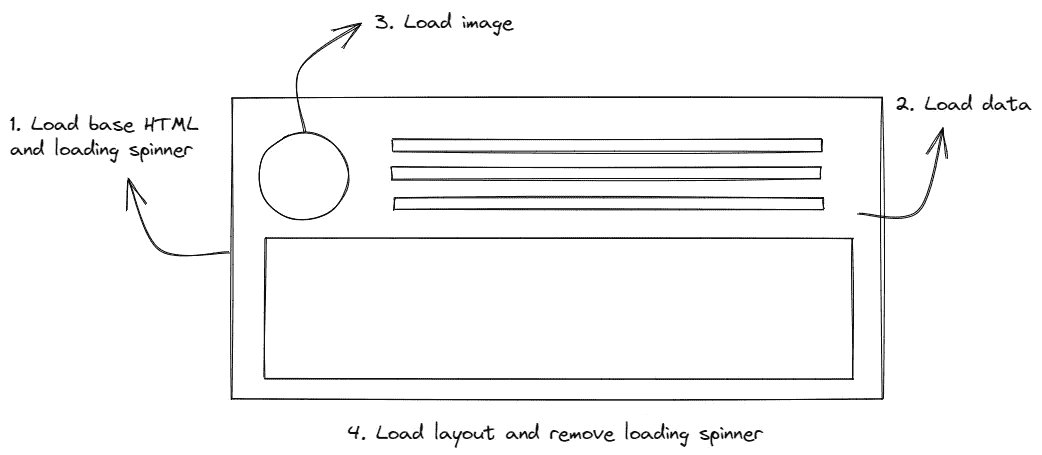 3. Load image
1. Load base HTML
and loading spinner
2. Load data
4. Load layout and remove loading spinner